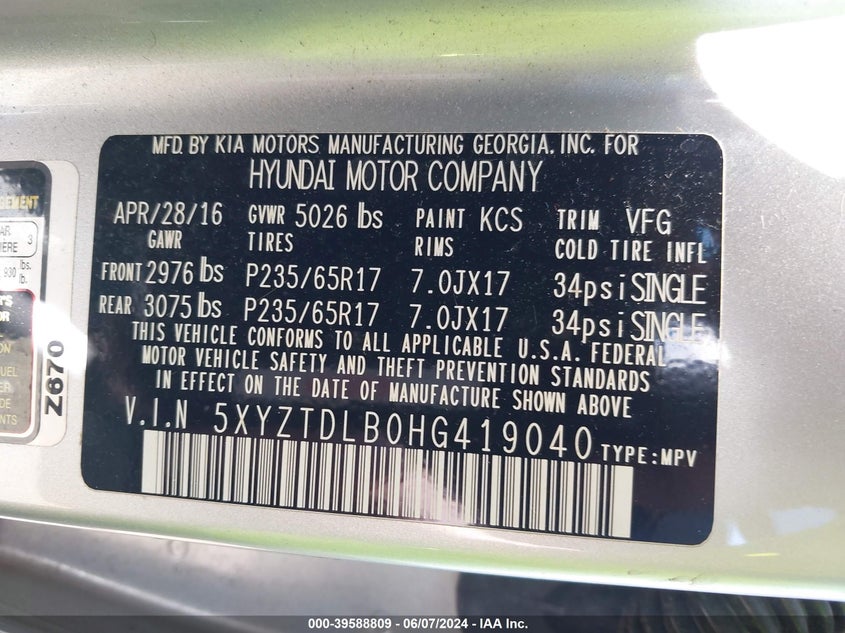 MFD. BY KIA MOTORS MANUFACTURING GEORGIA, INC. FOR
HYUNDAI MOTOR COMPANY
APR/28/16 GVWR 5026 lbs PAINT KCS TRIM VFG
GAWR TIRES RIMS COLD TIRE INFL
FRONT 2976 lbs P235/65R17 7.0JX17 34psi SINGLE
REAR 3075 lbs P235/65R17 7.0JX17 34psi SINGLE
THIS VEHICLE CONFORMS TO ALL APPLICABLE U.S.A. FEDERAL
MOTOR VEHICLE SAFETY AND THEFT PREVENTION STANDARDS
IN EFFECT ON THE DATE OF MANUFACTURE SHOWN ABOVE
V.I.N 5XYZTDLB0HG419040 TYPE:MPV
3
930 lbs.
lb.
Z670
000-39588809 - 06/07/2024 - IAA Inc.